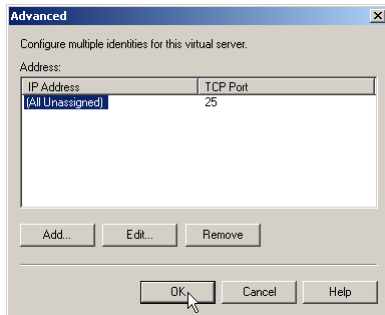 Advanced
Configure multiple identities for this virtual server.
Address:
IP Address TCP Port
(All Unassigned) 25
Add... Edit... Remove
OK Cancel Help